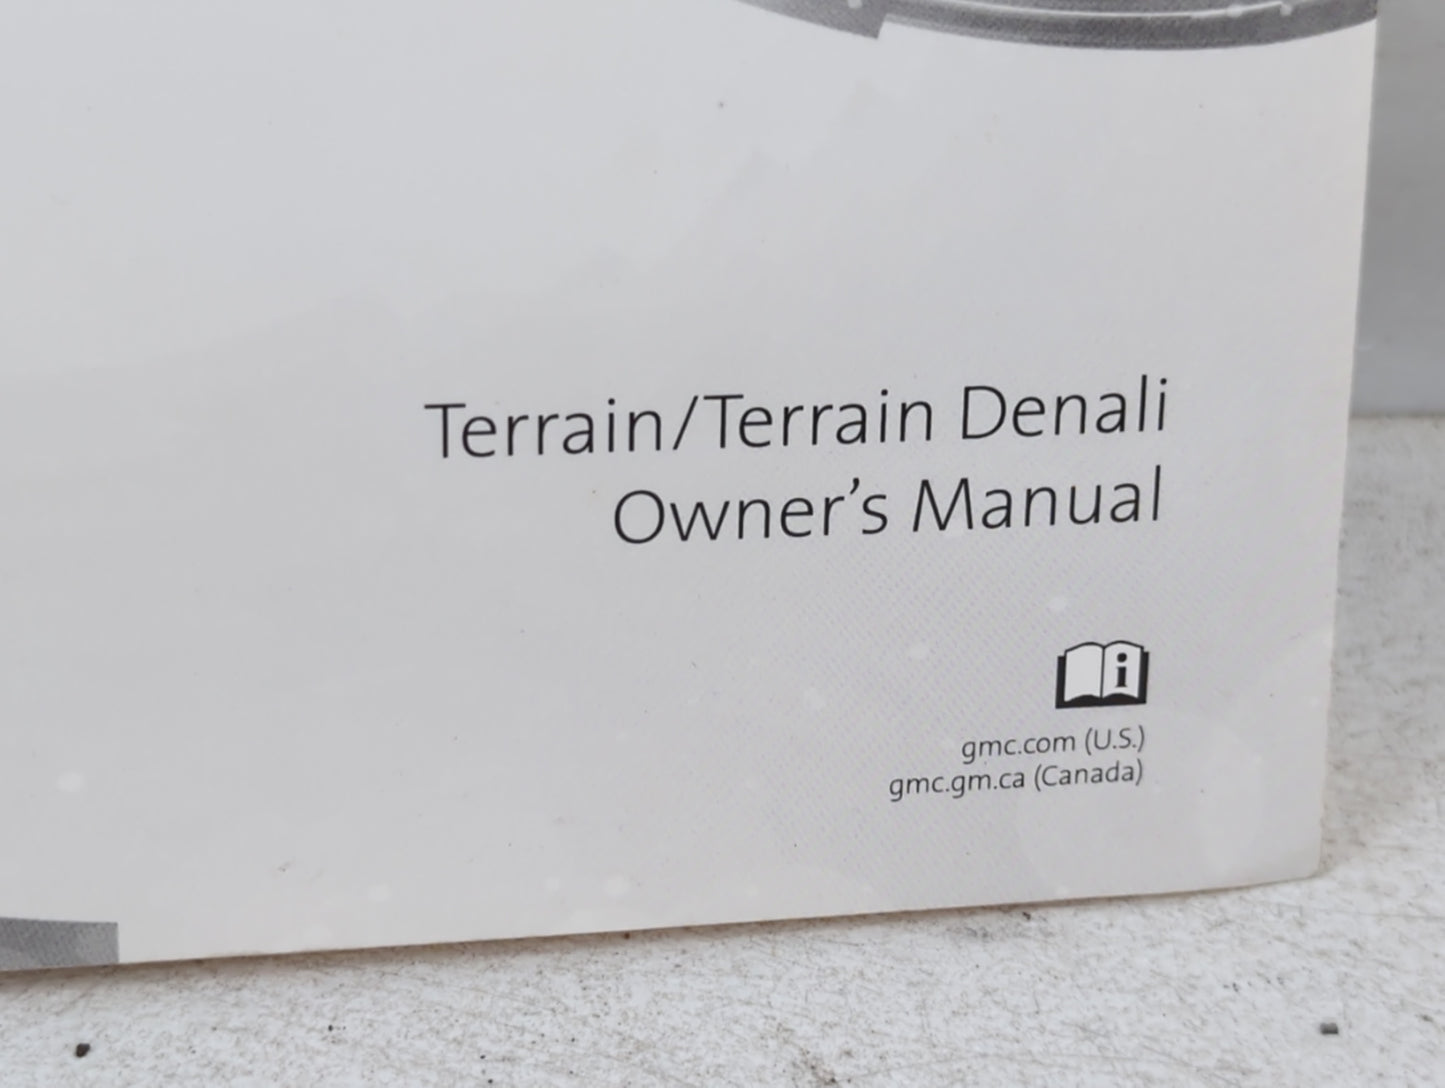 Terrain/Terrain Denali
Owner’s Manual
i
gmc.com (U.S.)
gmc.gm.ca (Canada)